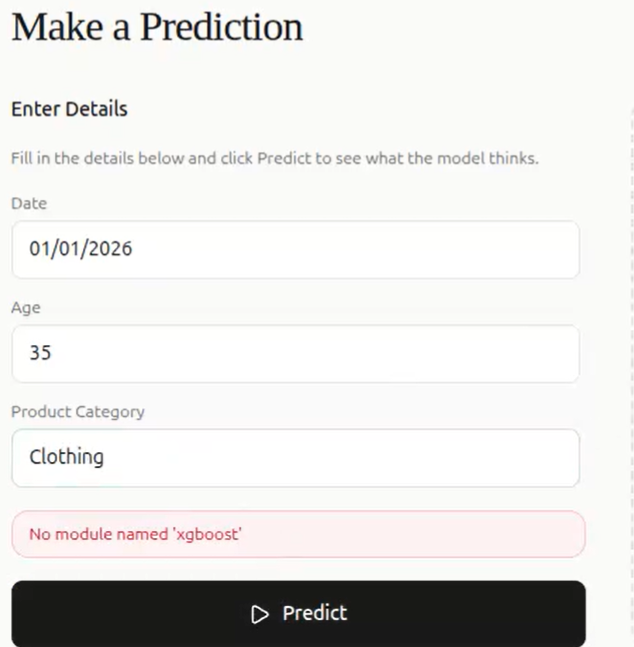 Make a Prediction
Enter Details
Fill in the details below and click Predict to see what the model thinks.
Date
01/01/2026
Age
35
Product Category
Clothing
No module named 'xgboost'
Predict